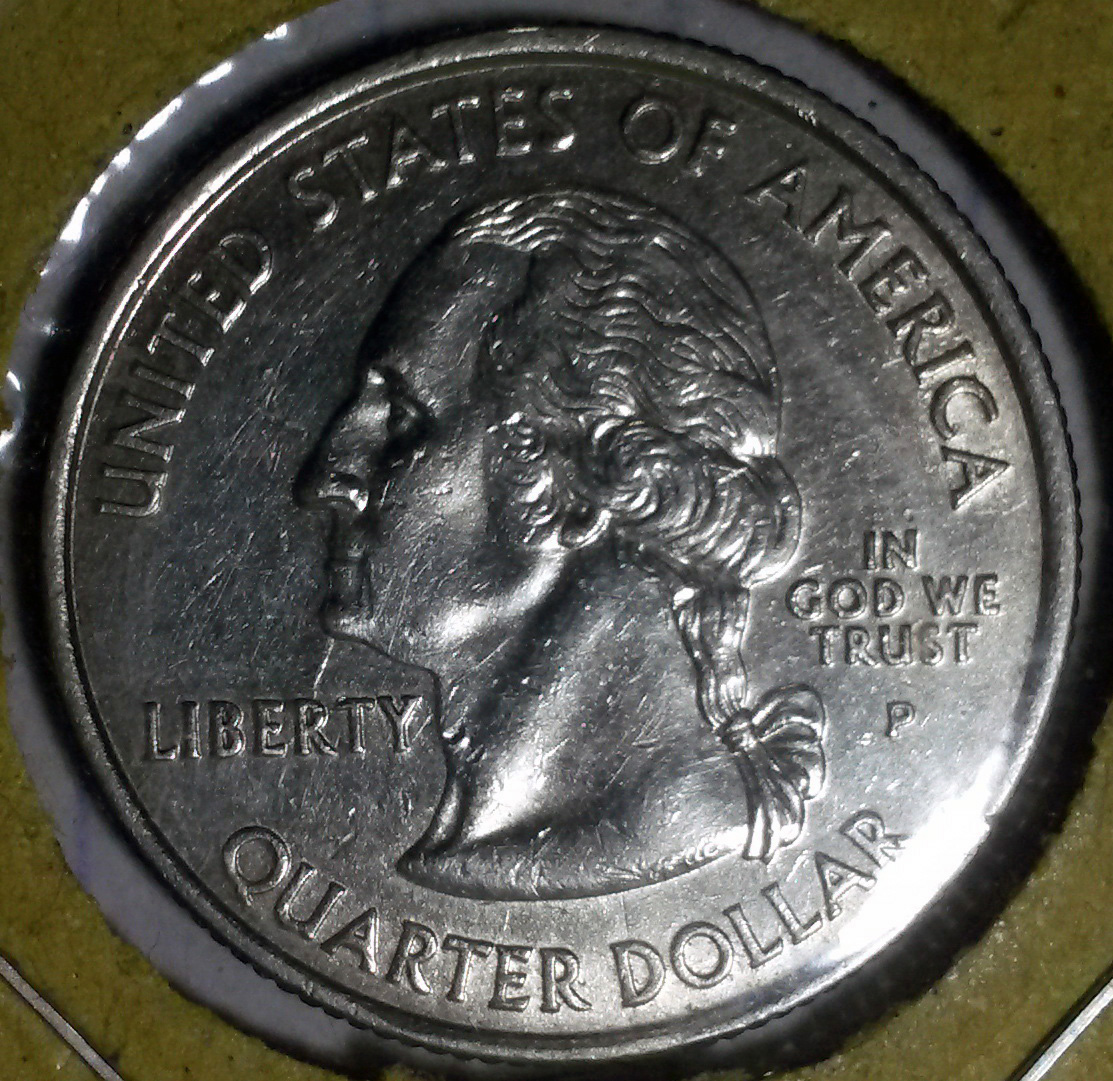 UNITED STATES OF AMERICA
IN
GOD WE
TRUST
LIBERTY
P
QUARTER DOLLAR